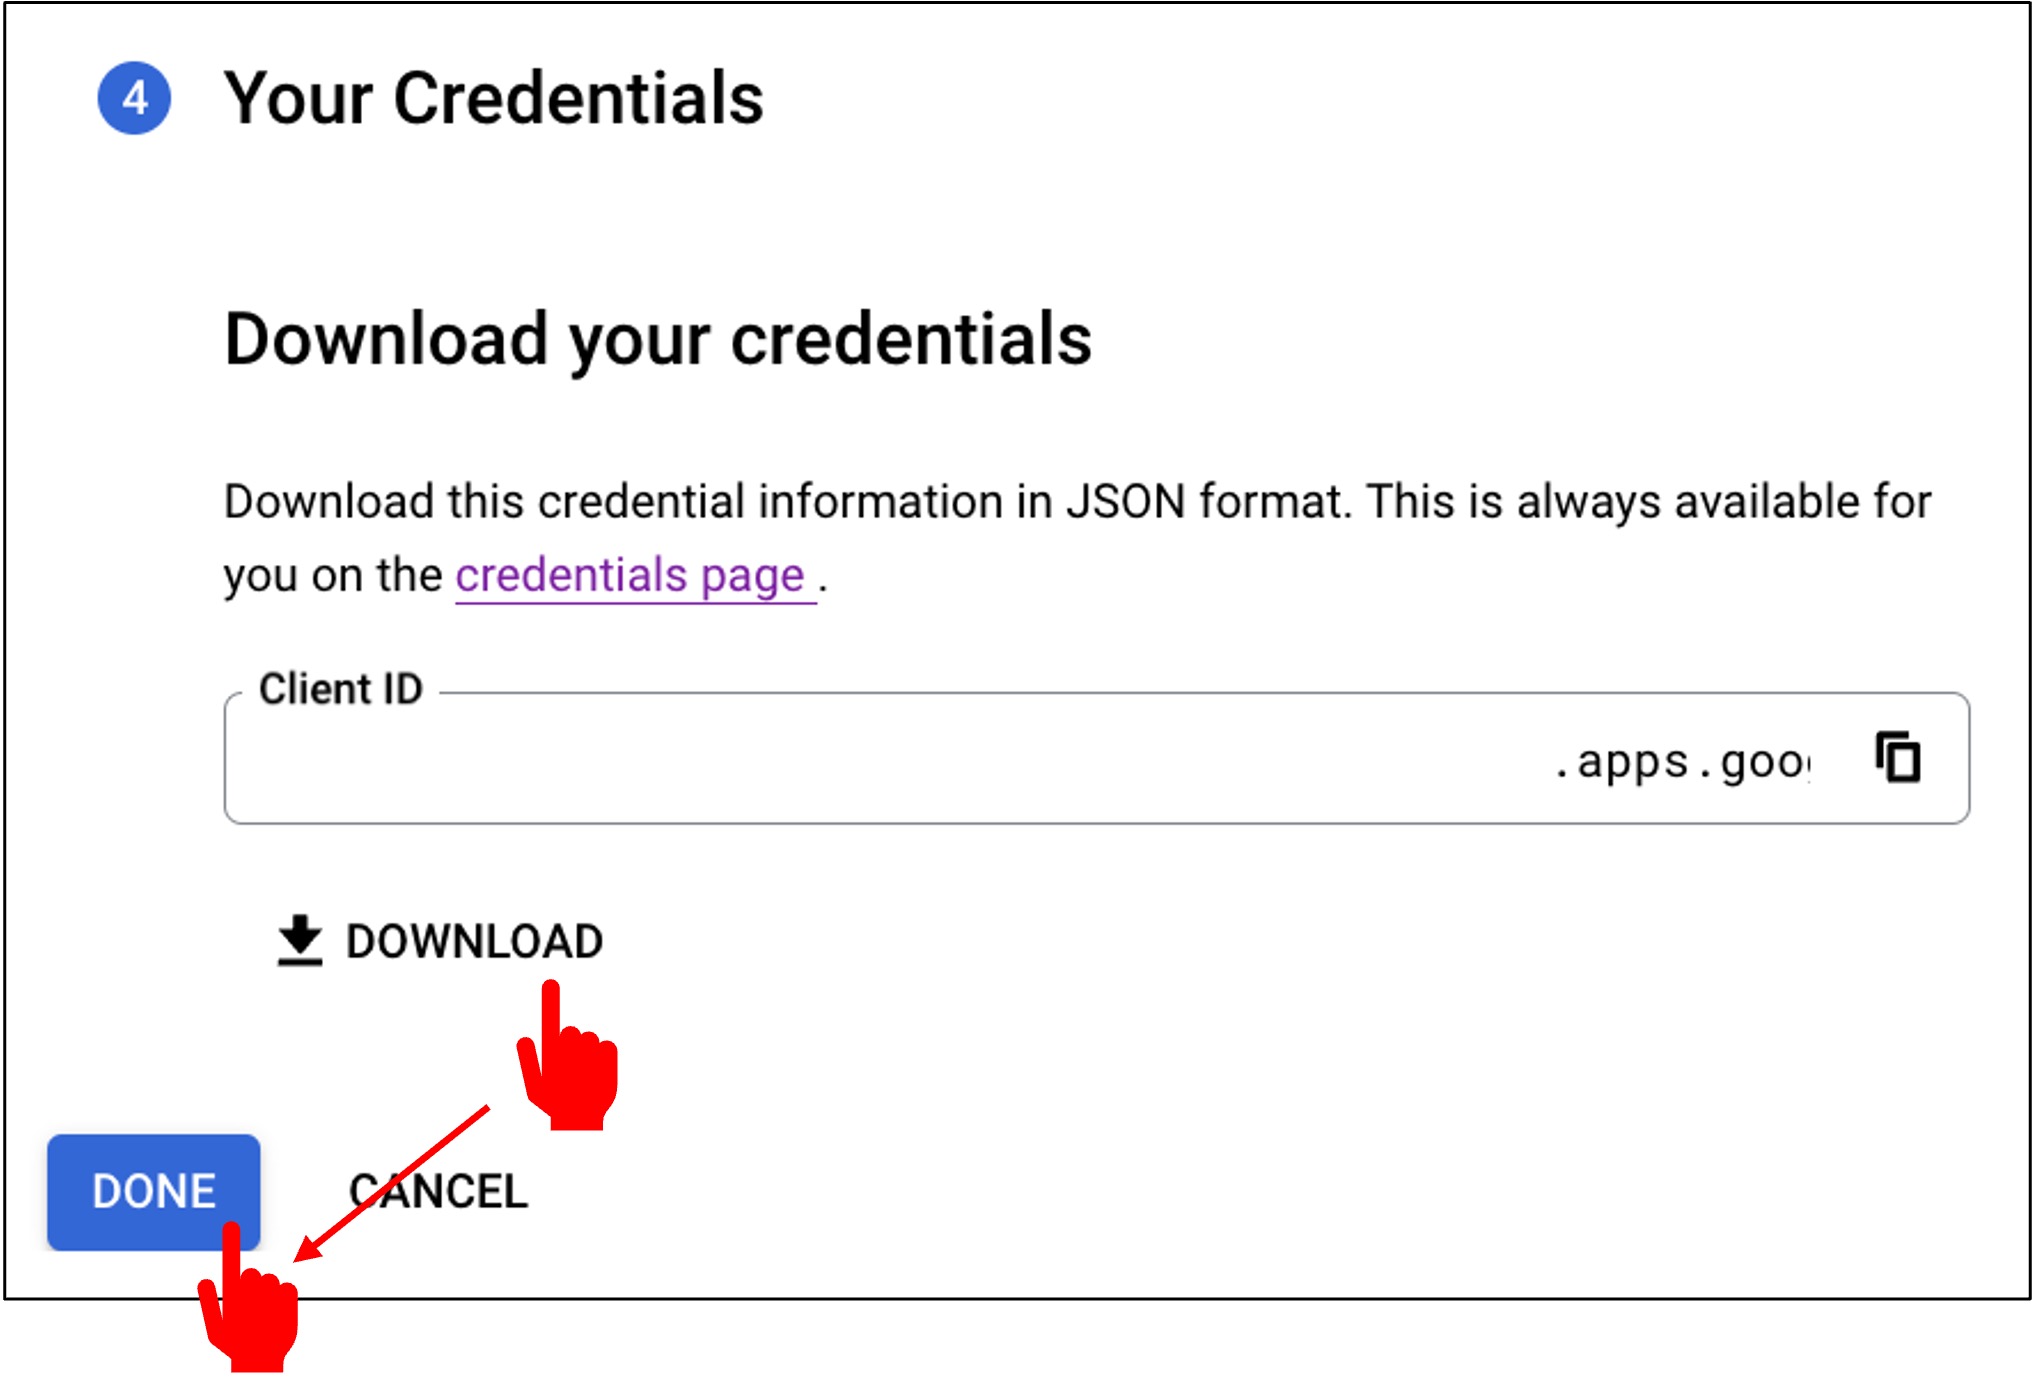 4 Your Credentials
Download your credentials
Download this credential information in JSON format. This is always available for
you on the credentials page .
Client ID
.apps.goo
DOWNLOAD
DONE
CANCEL